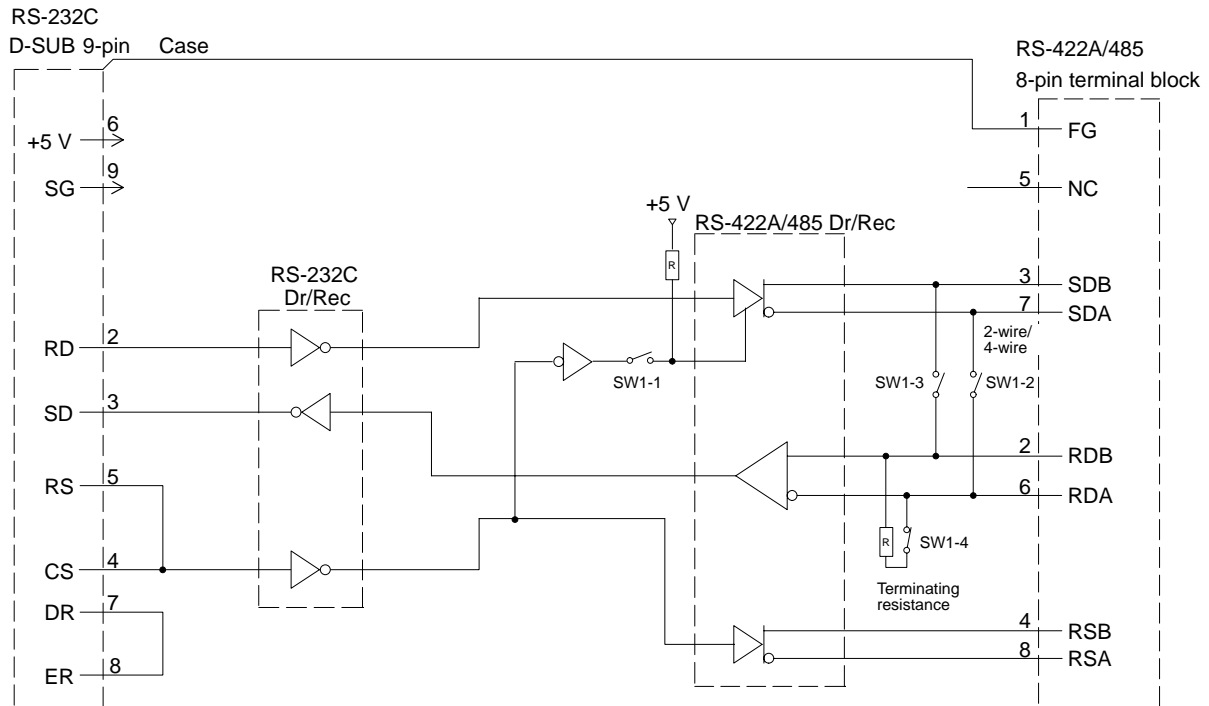 RS-232C
D-SUB 9-pin Case
RS-422A/485
8-pin terminal block
6
+5 V
1
FG
9
SG
5
NC
+5 V
RS-422A/485 Dr/Rec
R
RS-232C
Dr/Rec
3
SDB
7
SDA
2-wire/
4-wire
2
RD
SW1-1
SW1-3
SW1-2
3
SD
2
RDB
5
RS
6
RDA
R
SW1-4
4
CS
Terminating
resistance
7
DR
4
RSB
8
RSA
8
ER